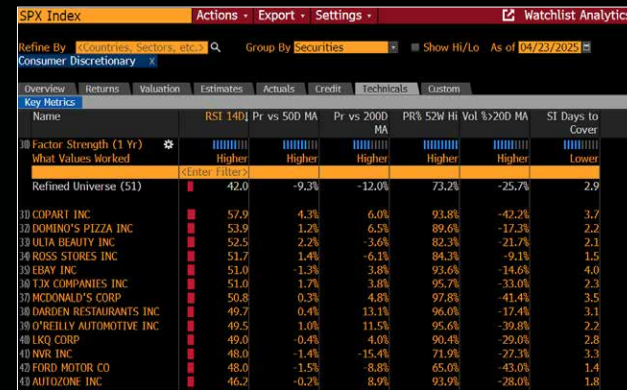 SPX Index Actions Export Settings Watchlist Analytics
Refine By <Countries, Sectors, etc.> Group By Securities Show Hi/Lo As of 04/23/2025
Consumer Discretionary X
Overview Returns Valuation Estimates Actuals Credit Technicals Custom
Key Metrics
Name RSI 14D↓ Pr vs 50D MA Pr vs 200D MA PR% 52W Hi Vol %>20D MA SI Days to Cover
30) Factor Strength (1 Yr)
What Values Worked Higher Higher Higher Higher Higher Lower
<Enter Filter>
Refined Universe (51) 42.0 -9.3% -12.0% 73.2% -25.7% 2.9
31) COPART INC 57.9 4.3% 6.0% 93.8% -42.2% 3.7
32) DOMINO'S PIZZA INC 53.9 1.2% 6.5% 89.6% -17.3% 2.2
33) ULTA BEAUTY INC 52.5 2.2% -3.6% 82.3% -21.7% 2.1
34) ROSS STORES INC 51.7 1.4% -6.1% 84.3% -9.1% 1.5
35) EBAY INC 51.0 -1.3% 3.8% 93.6% -14.6% 4.0
36) TJX COMPANIES INC 51.0 1.7% 3.8% 95.7% -33.0% 2.3
37) MCDONALD'S CORP 50.8 0.3% 4.8% 97.8% -41.4% 3.5
38) DARDEN RESTAURANTS INC 49.7 0.4% 13.1% 96.0% -17.4% 3.1
39) O'REILLY AUTOMOTIVE INC 49.5 1.0% 11.5% 95.6% -39.8% 2.2
40) LKQ CORP 49.0 -0.4% 4.0% 90.4% -29.0% 2.8
41) NVR INC 48.0 -1.4% -15.4% 71.9% -27.3% 3.3
42) FORD MOTOR CO 48.0 -1.5% -8.8% 65.0% -43.0% 1.4
43) AUTOZONE INC 46.2 -0.2% 8.9% 93.9% -28.0% 1.8